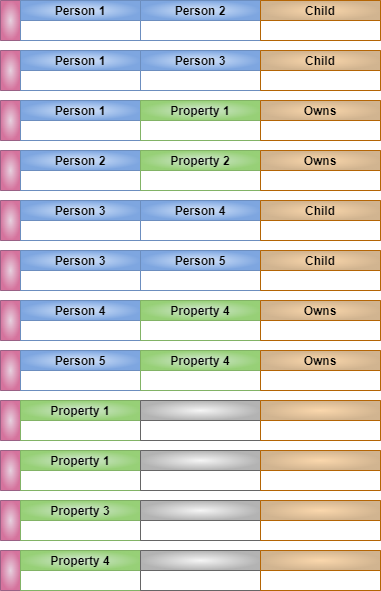 Person 1 Person 2 Child
Person 1 Person 3 Child
Person 1 Property 1 Owns
Person 2 Property 2 Owns
Person 3 Person 4 Child
Person 3 Person 5 Child
Person 4 Property 4 Owns
Person 5 Property 4 Owns
Property 1
Property 1
Property 3
Property 4